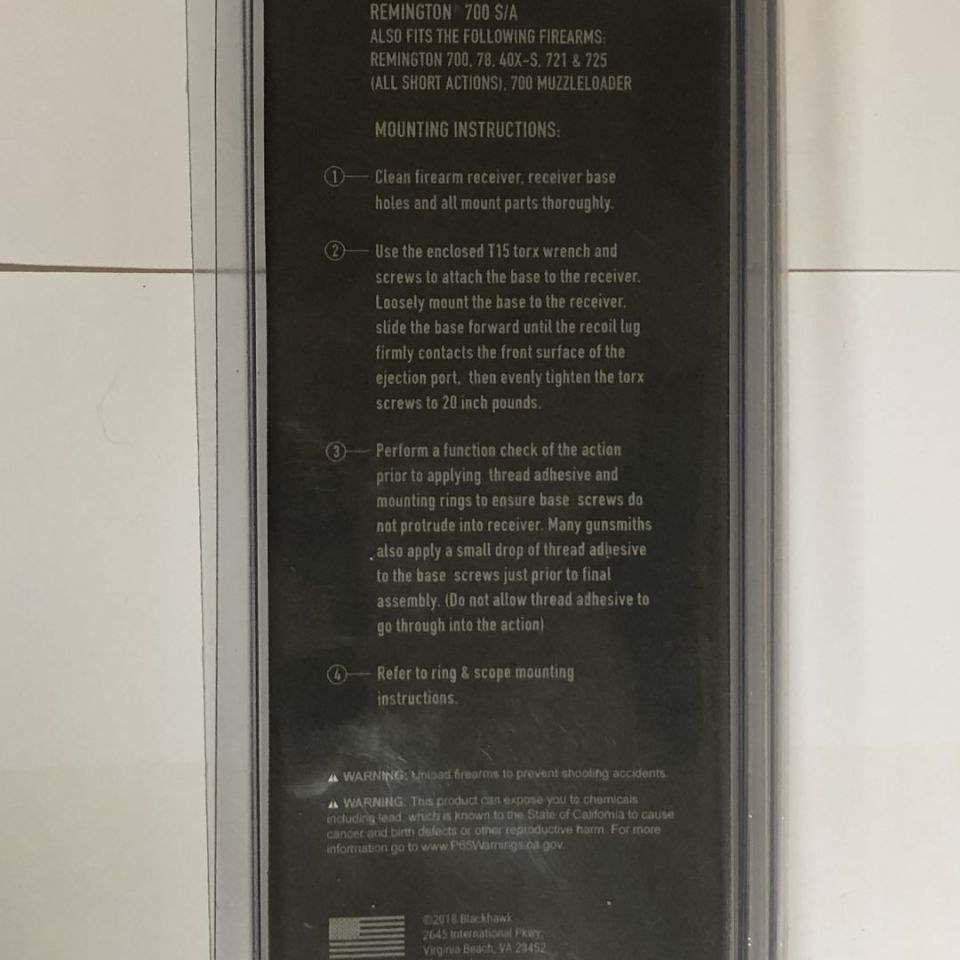 REMINGTON® 700 S/A
ALSO FITS THE FOLLOWING FIREARMS:
REMINGTON 700, 78, 40X-S, 721 & 725
(ALL SHORT ACTIONS), 700 MUZZLELOADER
MOUNTING INSTRUCTIONS:
1 Clean firearm receiver, receiver base
holes and all mount parts thoroughly.
2 Use the enclosed T15 torx wrench and
screws to attach the base to the receiver.
Loosely mount the base to the receiver,
slide the base forward until the recoil lug
firmly contacts the front surface of the
ejection port, then evenly tighten the torx
screws to 20 inch pounds.
3 Perform a function check of the action
prior to applying thread adhesive and
mounting rings to ensure base screws do
not protrude into receiver. Many gunsmiths
also apply a small drop of thread adhesive
to the base screws just prior to final
assembly. (Do not allow thread adhesive to
go through into the action)
4 Refer to ring & scope mounting
instructions.
⚠ WARNING: Unload firearms to prevent shooting accidents.
⚠ WARNING: This product can expose you to chemicals
including lead, which is known to the State of California to cause
cancer and birth defects or other reproductive harm. For more
information go to www.P65Warnings.ca.gov.
©2018 Blackhawk
2645 International Pkwy,
Virginia Beach, VA 23452